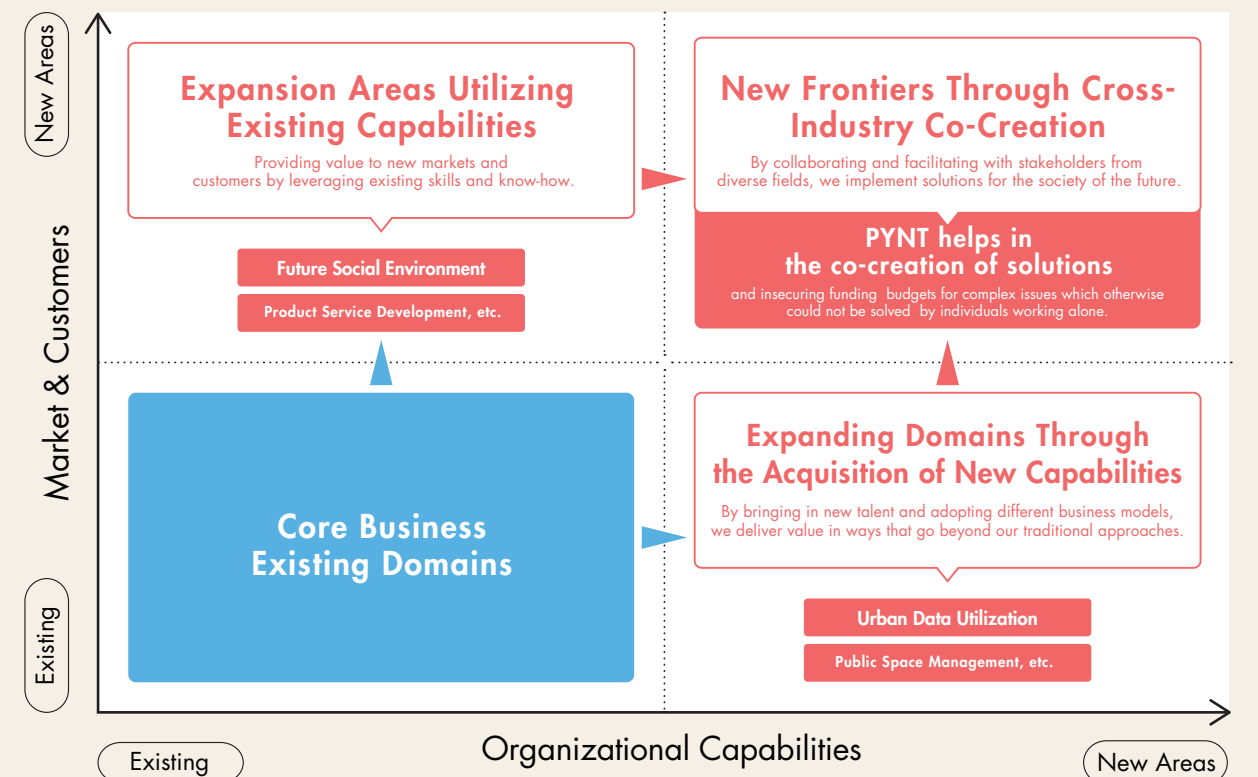 New Areas
Market & Customers
Existing
Expansion Areas Utilizing
Existing Capabilities
Providing value to new markets and
customers by leveraging existing skills and know-how.
Future Social Environment
Product Service Development, etc.
New Frontiers Through Cross-
Industry Co-Creation
By collaborating and facilitating with stakeholders from
diverse fields, we implement solutions for the society of the future.
PYNT helps in
the co-creation of solutions
and insecuring funding budgets for complex issues which otherwise
could not be solved by individuals working alone.
Core Business
Existing Domains
Expanding Domains Through
the Acquisition of New Capabilities
By bringing in new talent and adopting different business models,
we deliver value in ways that go beyond our traditional approaches.
Urban Data Utilization
Public Space Management, etc.
Existing
Organizational Capabilities
New Areas